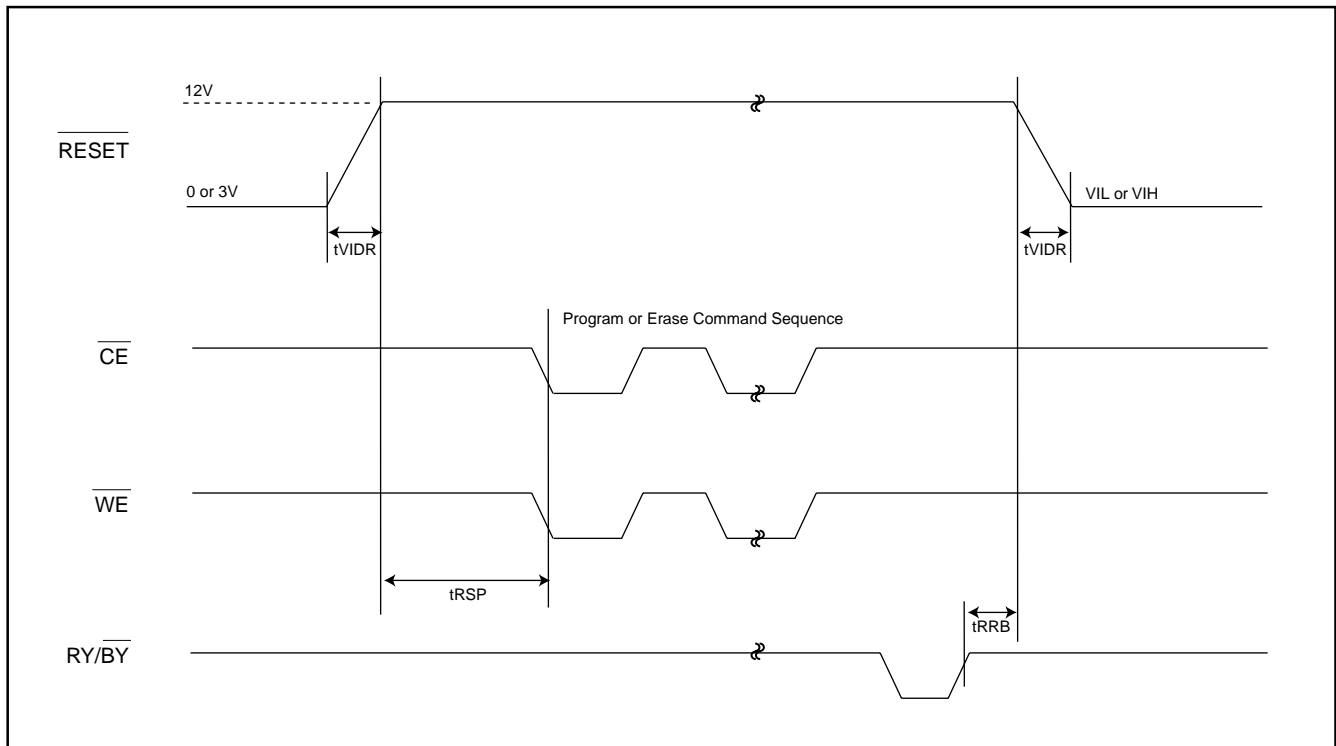 12V
RESET
0 or 3V
VIL or VIH
tVIDR
tVIDR
Program or Erase Command Sequence
CE
WE
tRSP
tRRB
RY/BY